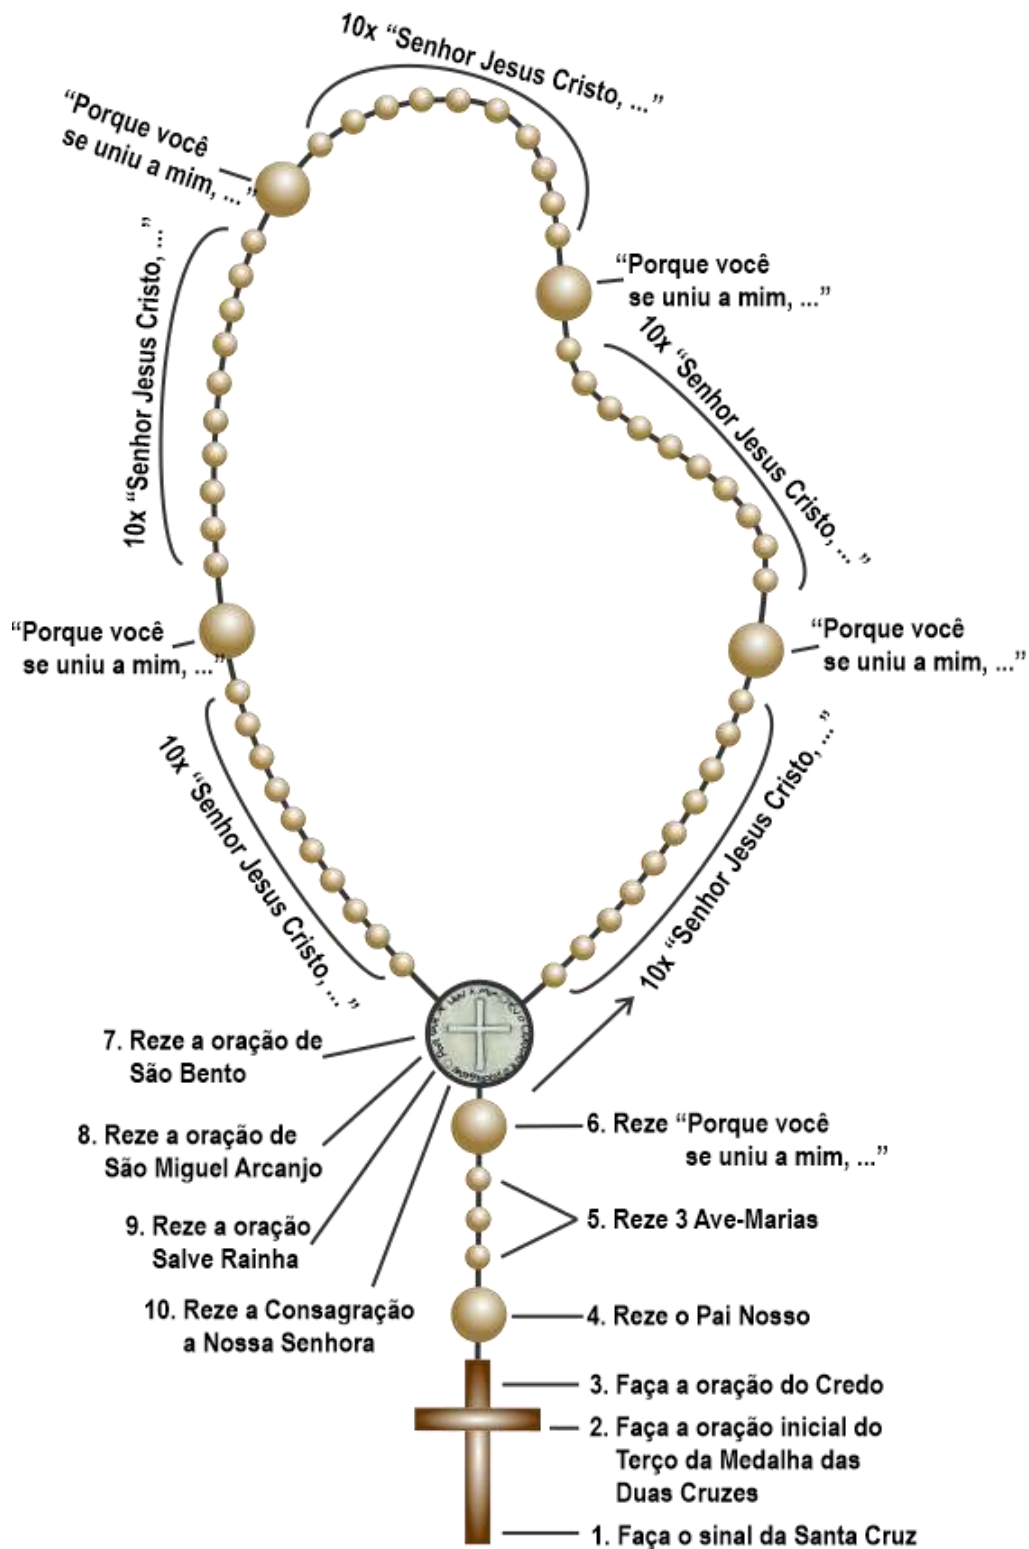 10x “Senhor Jesus Cristo, ...”
“Porque você
se uniu a mim, ...”
“Porque você
se uniu a mim, ...”
10x “Senhor Jesus Cristo, ...”
10x “Senhor Jesus Cristo, ...”
“Porque você
se uniu a mim, ...”
“Porque você
se uniu a mim, ...”
10x “Senhor Jesus Cristo, ...”
10x “Senhor Jesus Cristo, ...”
7. Reze a oração de
São Bento
8. Reze a oração de
São Miguel Arcanjo
9. Reze a oração
Salve Rainha
10. Reze a Consagração
a Nossa Senhora
6. Reze “Porque você
se uniu a mim, ...”
5. Reze 3 Ave-Marias
4. Reze o Pai Nosso
3. Faça a oração do Credo
2. Faça a oração inicial do
Terço da Medalha das
Duas Cruzes
1. Faça o sinal da Santa Cruz